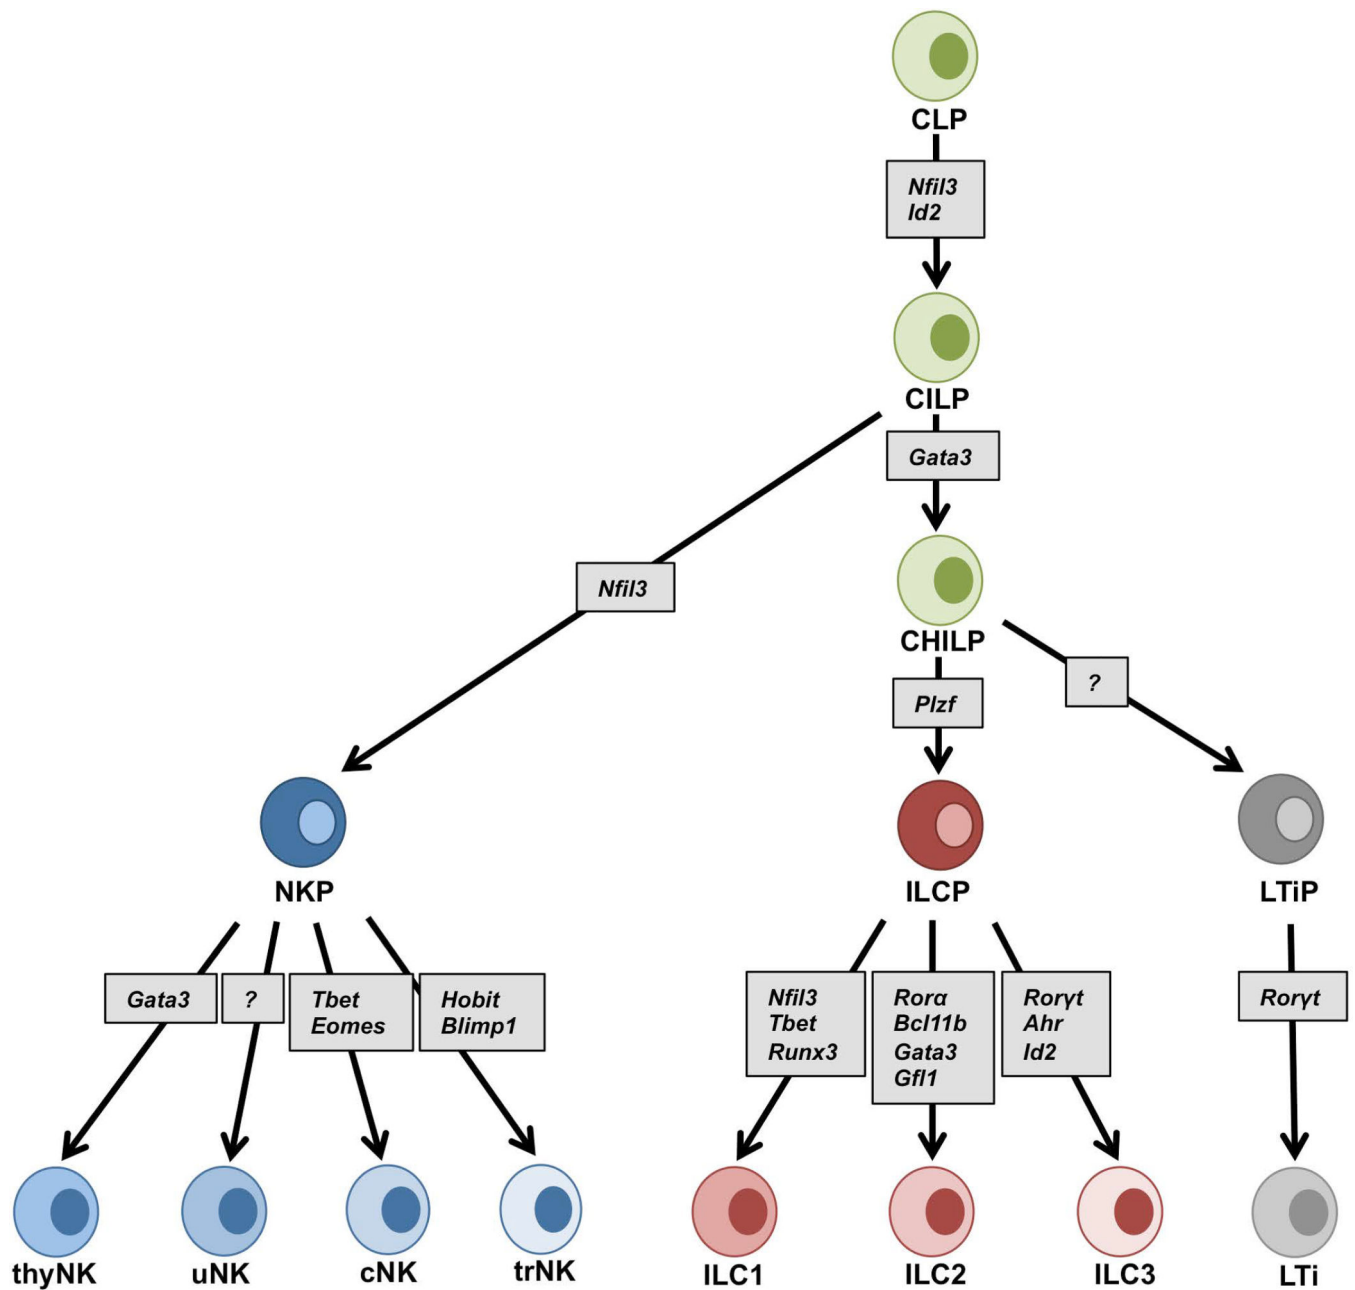 CLP
Nfil3
Id2
CILP
Gata3
Nfil3
CHILP
?
Plzf
NKP
ILCP
LTiP
Gata3
?
Tbet
Eomes
Hobit
Blimp1
Nfil3
Tbet
Runx3
Rorα
Bcl11b
Gata3
Gfl1
Rorγt
Ahr
Id2
Rorγt
thyNK
uNK
cNK
trNK
ILC1
ILC2
ILC3
LTi